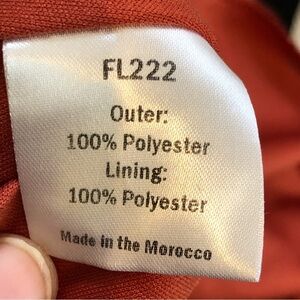 FL222
Outer:
100% Polyester
Lining:
100% Polyester
Made in the Morocco